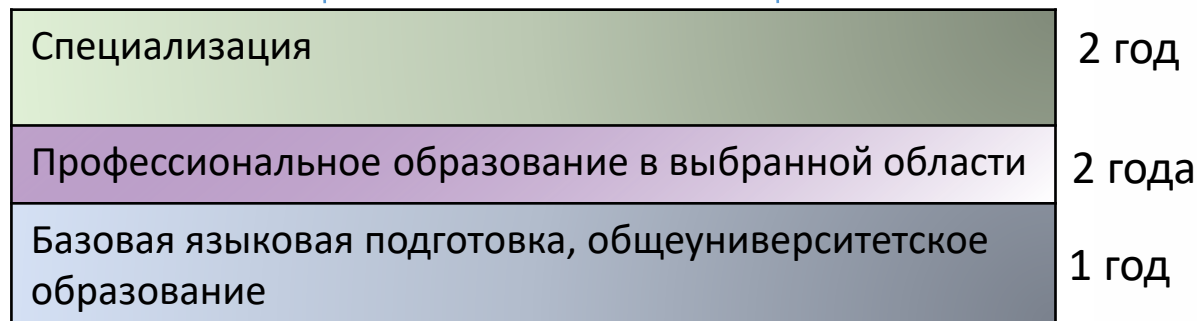 Специализация
2 год
Профессиональное образование в выбранной области
2 года
Базовая языковая подготовка, общеуниверситетское
образование
1 год